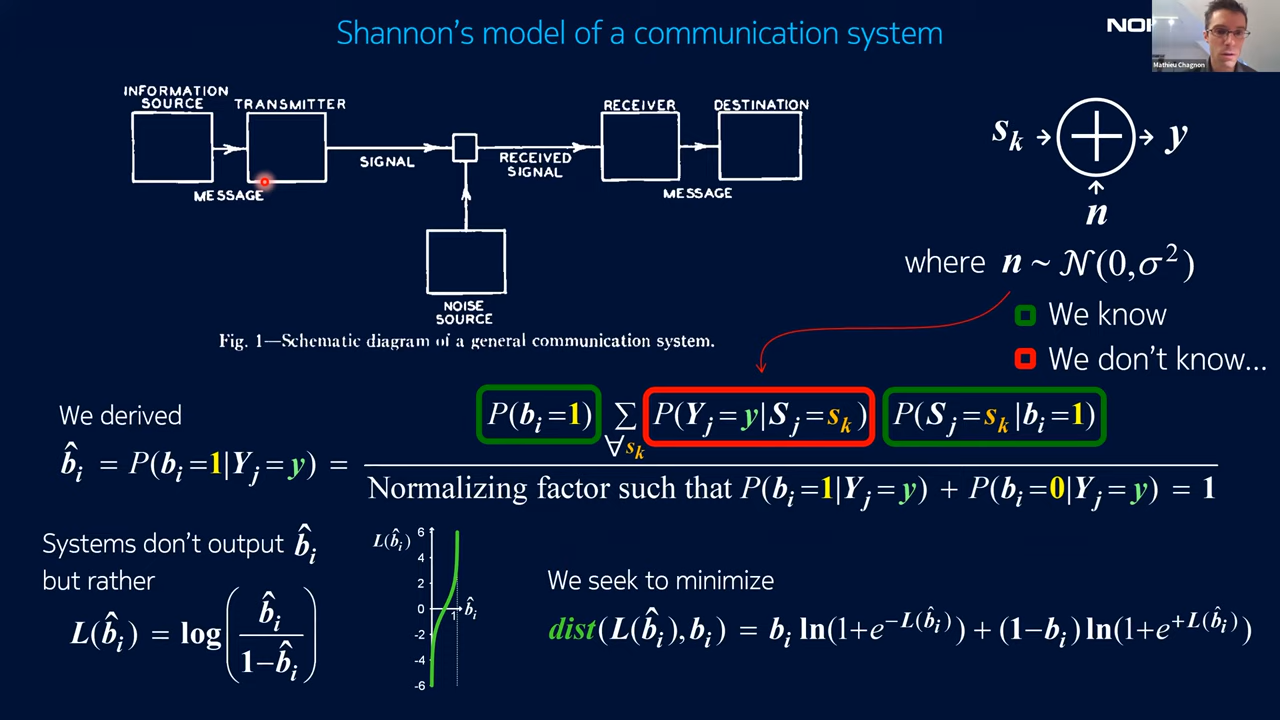 Shannon's model of a communication system
Mathieu Chagnon
INFORMATION SOURCE
TRANSMITTER
RECEIVER
DESTINATION
SIGNAL
RECEIVED SIGNAL
MESSAGE
MESSAGE
NOISE SOURCE
Fig. 1—Schematic diagram of a general communication system.
s_k → + → y
n
where n ~ N(0,σ²)
We know
We don't know...
We derived
P(b_i=1) ∑ P(Y_j=y|S_j=s_k) P(S_j=s_k|b_i=1)
∀s_k
b̂_i = P(b_i=1|Y_j=y) =
Normalizing factor such that P(b_i=1|Y_j=y) + P(b_i=0|Y_j=y) = 1
Systems don't output b̂_i
but rather
L(b̂_i) = log(b̂_i / 1−b̂_i)
L(b̂_i)
6
4
2
0
-2
-4
-6
1
b̂_i
We seek to minimize
dist(L(b̂_i),b_i) = b_i ln(1+e^{−L(b̂_i)}) + (1−b_i) ln(1+e^{+L(b̂_i)})